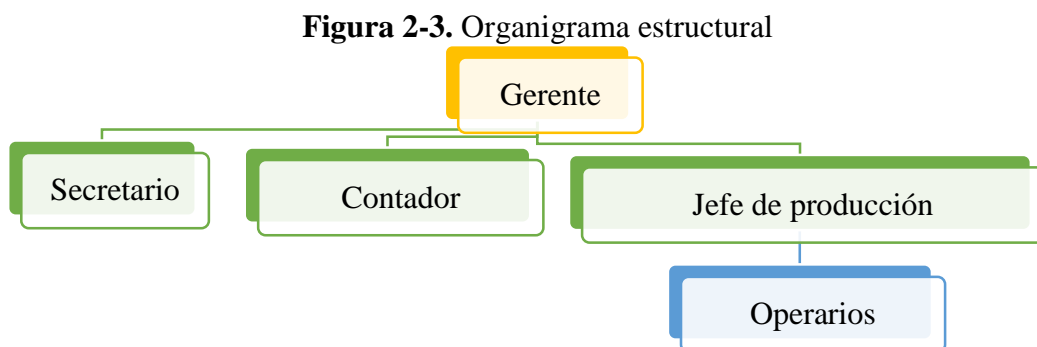 Figura 2-3. Organigrama estructural
Gerente
Secretario
Contador
Jefe de producción
Operarios